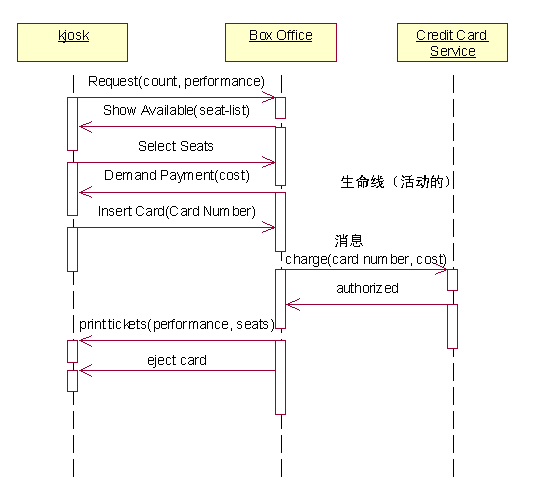 kjosk
Box Office
Credit Card
Service
Request(count, performance)
Show Available(seat-list)
Select Seats
Demand Payment(cost)
生命线（活动的）
Insert Card(Card Number)
消息
charge(card number, cost)
authorized
printtickets(performance, seats)
eject card